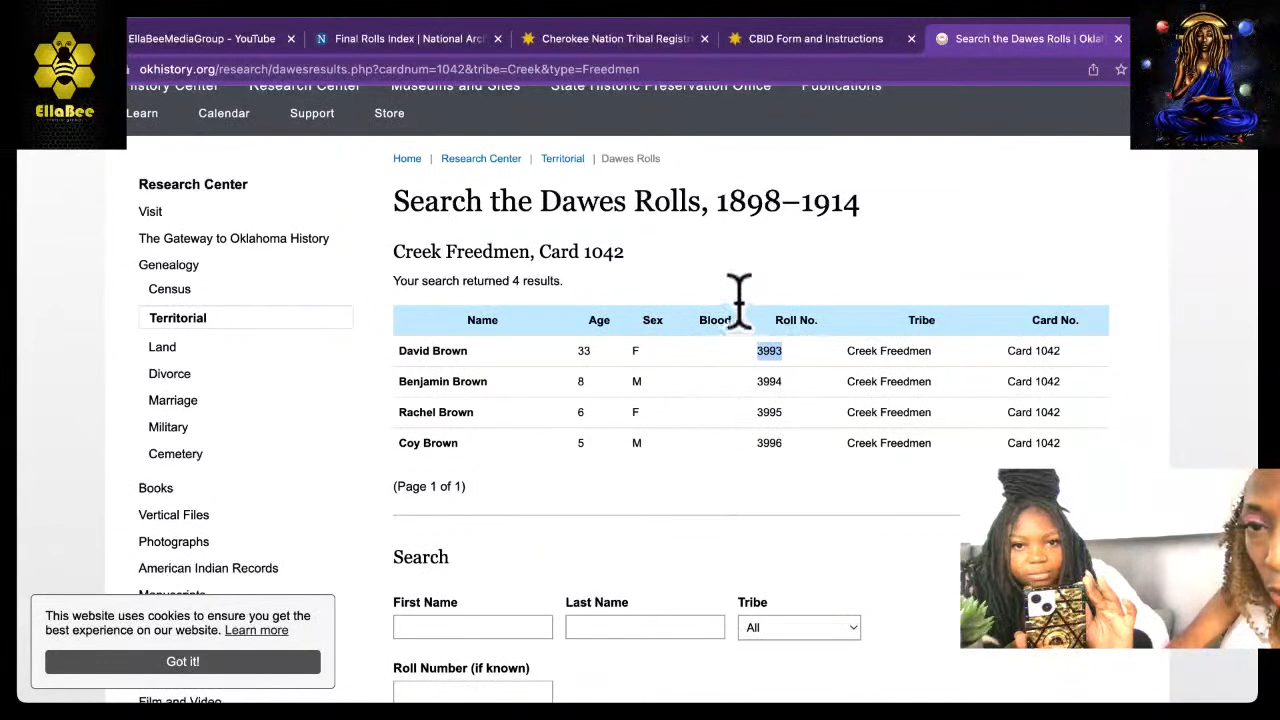 EllaBee
EllaBeeMediaGroup - YouTube
Final Rolls Index | National Arc
Cherokee Nation Tribal Registr
CBID Form and Instructions
Search the Dawes Rolls | Okla
okhistory.org/research/dawesresults.php?cardnum=1042&tribe=Creek&type=Freedmen
History Center Research Center Museums and Sites State Historic Preservation Office Publications
Learn Calendar Support Store
Home | Research Center | Territorial | Dawes Rolls
Research Center
Visit
The Gateway to Oklahoma History
Genealogy
Census
Territorial
Land
Divorce
Marriage
Military
Cemetery
Books
Vertical Files
Photographs
American Indian Records
Manuscripts
Film and Video
Search the Dawes Rolls, 1898–1914
Creek Freedmen, Card 1042
Your search returned 4 results.
Name Age Sex Blood Roll No. Tribe Card No.
David Brown 33 F 3993 Creek Freedmen Card 1042
Benjamin Brown 8 M 3994 Creek Freedmen Card 1042
Rachel Brown 6 F 3995 Creek Freedmen Card 1042
Coy Brown 5 M 3996 Creek Freedmen Card 1042
(Page 1 of 1)
Search
First Name Last Name Tribe
All
Roll Number (if known)
This website uses cookies to ensure you get the
best experience on our website. Learn more
Got it!